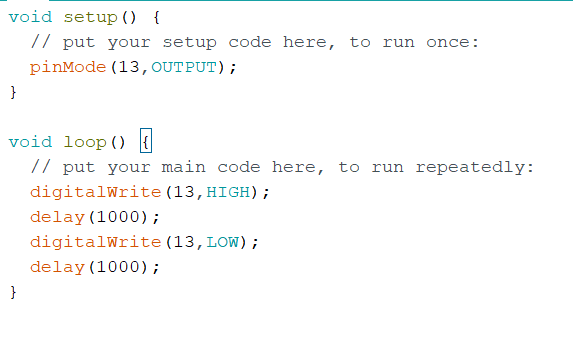 void setup() {
  // put your setup code here, to run once:
  pinMode(13,OUTPUT);
}

void loop() {
  // put your main code here, to run repeatedly:
  digitalWrite(13,HIGH);
  delay(1000);
  digitalWrite(13,LOW);
  delay(1000);
}